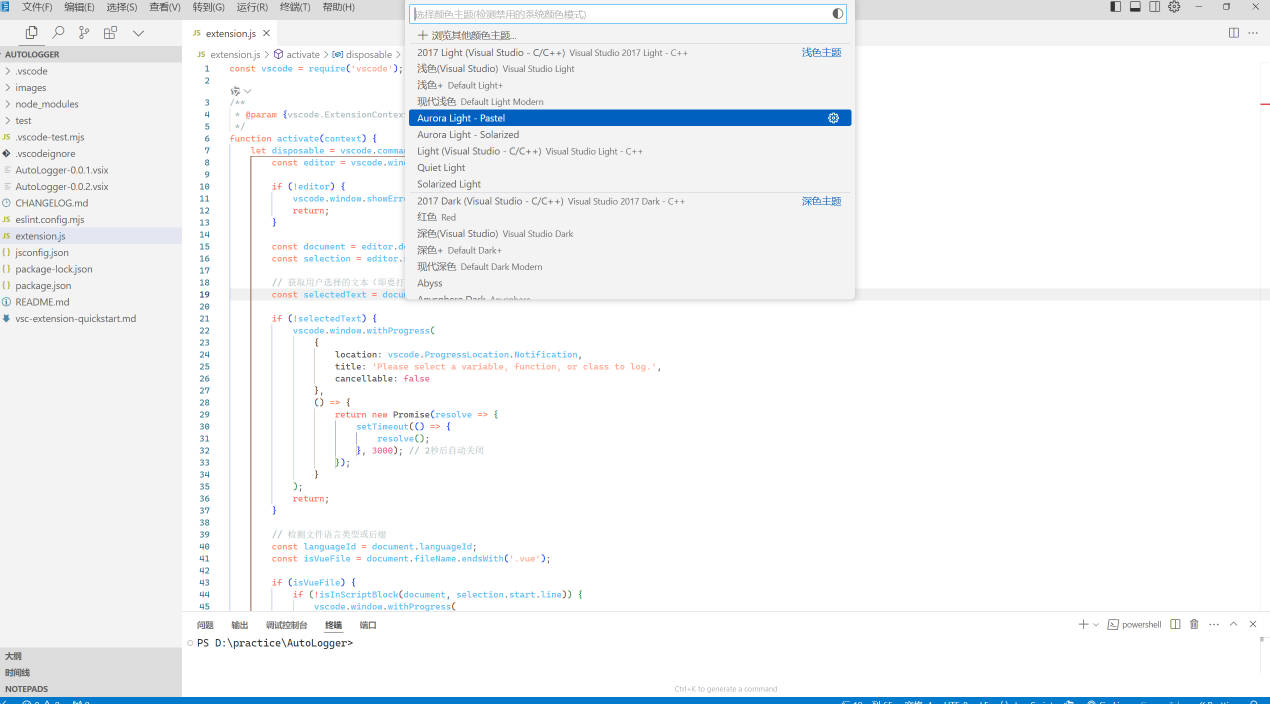 文件(F) 编辑(E) 选择(S) 查看(V) 转到(G) 运行(R) 终端(T) 帮助(H)
选择颜色主题(检测禁用的系统颜色模式)
浏览其他颜色主题...
2017 Light (Visual Studio - C/C++) Visual Studio 2017 Light - C++ 浅色主题
浅色(Visual Studio) Visual Studio Light
浅色+ Default Light+
现代浅色 Default Light Modern
Aurora Light - Pastel
Aurora Light - Solarized
Light (Visual Studio - C/C++) Visual Studio Light - C++
Quiet Light
Solarized Light
2017 Dark (Visual Studio - C/C++) Visual Studio 2017 Dark - C++ 深色主题
红色 Red
深色(Visual Studio) Visual Studio Dark
深色+ Default Dark+
现代深色 Default Dark Modern
Abyss
Anysphere Dark Anysphere
AUTOLOGGER
.vscode
images
node_modules
test
.vscode-test.mjs
.vscodeignore
AutoLogger-0.0.1.vsix
AutoLogger-0.0.2.vsix
CHANGELOG.md
JS eslint.config.mjs
JS extension.js
{} jsconfig.json
{} package-lock.json
{} package.json
README.md
vsc-extension-quickstart.md
大纲
时间线
NOTEPADS
JS extension.js
JS extension.js > activate > disposable >
1 const vscode = require('vscode');
2
3 /**
4 * @param {vscode.ExtensionContex
5 */
6 function activate(context) {
7 let disposable = vscode.comma
8 const editor = vscode.win
9
10 if (!editor) {
11 vscode.window.showErr
12 return;
13 }
14
15 const document = editor.d
16 const selection = editor.
17
18 // 获取用户选择的文本（即要打
19 const selectedText = docu
20
21 if (!selectedText) {
22 vscode.window.withProgress(
23 {
24 location: vscode.ProgressLocation.Notification,
25 title: 'Please select a variable, function, or class to log.',
26 cancellable: false
27 },
28 () => {
29 return new Promise(resolve => {
30 setTimeout(() => {
31 resolve();
32 }, 3000); // 2秒后自动关闭
33 });
34 }
35 );
36 return;
37 }
38
39 // 检测文件语言类型或后缀
40 const languageId = document.languageId;
41 const isVueFile = document.fileName.endsWith('.vue');
42
43 if (isVueFile) {
44 if (!isInScriptBlock(document, selection.start.line)) {
45 vscode.window.withProgress(
问题 输出 调试控制台 终端 端口
powershell
PS D:\practice\AutoLogger>
Ctrl+K to generate a command